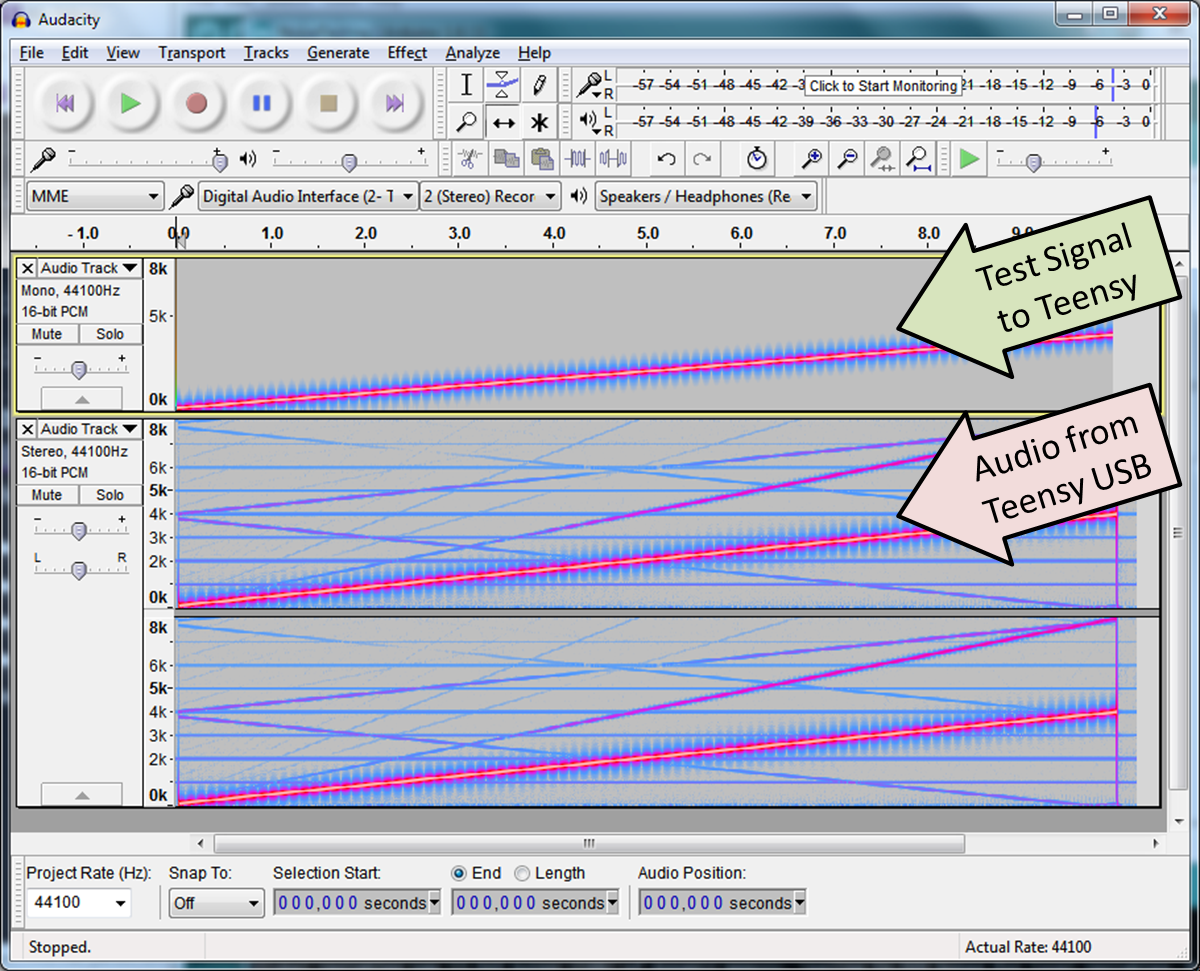 Audacity
File Edit View Transport Tracks Generate Effect Analyze Help
L
R
-57 -54 -51 -48 -45 -42 -3 Click to Start Monitoring -21 -18 -15 -12 -9 -6 -3 0
L
R
-57 -54 -51 -48 -45 -42 -39 -36 -33 -30 -27 -24 -21 -18 -15 -12 -9 -6 -3 0
- + - + - +
MME Digital Audio Interface (2- T 2 (Stereo) Recor Speakers / Headphones (Re
-1.0 0.0 1.0 2.0 3.0 4.0 5.0 6.0 7.0 8.0 9.0
Audio Track
Mono, 44100Hz
16-bit PCM
Mute Solo
- +
8k
5k
0k
Test Signal
to Teensy
Audio Track
Stereo, 44100Hz
16-bit PCM
Mute Solo
- +
L R
8k
6k
5k
4k
3k
2k
0k
Audio from
Teensy USB
8k
6k
5k
4k
3k
2k
0k
Project Rate (Hz): Snap To: Selection Start: End Length Audio Position:
44100 Off 000,000 seconds 000,000 seconds 000,000 seconds
Stopped. Actual Rate: 44100